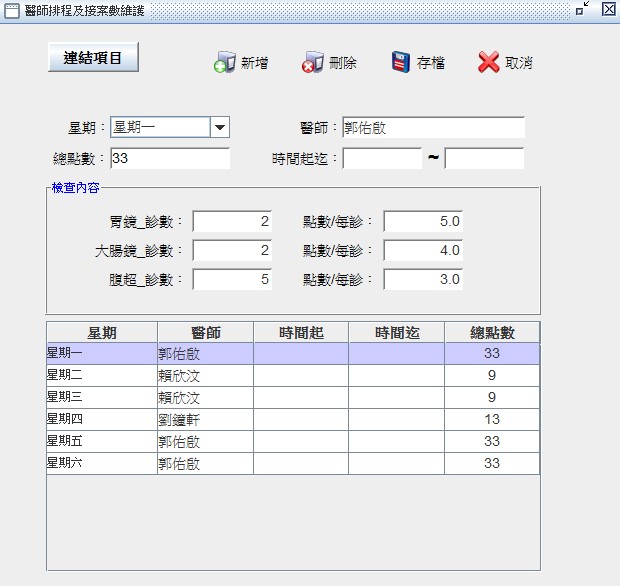 醫師排程及接案數維護
連結項目 新增 刪除 存檔 取消
星期： 星期一 醫師： 郭佑啟
總點數： 33 時間起迄： ~
檢查內容
胃鏡_診數： 2 點數/每診： 5.0
大腸鏡_診數： 2 點數/每診： 4.0
腹超_診數： 5 點數/每診： 3.0
星期 醫師 時間起 時間迄 總點數
星期一 郭佑啟 33
星期二 賴欣汶 9
星期三 賴欣汶 9
星期四 劉鐘軒 13
星期五 郭佑啟 33
星期六 郭佑啟 33